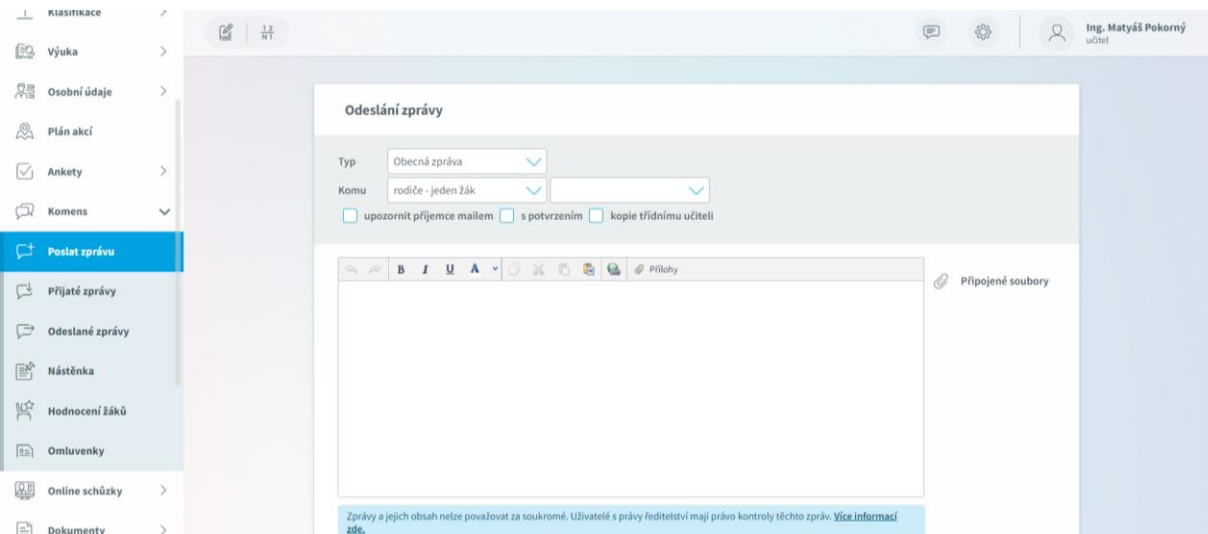 Klasifikace
Výuka
Osobní údaje
Plán akcí
Ankety
Komens
Poslat zprávu
Přijaté zprávy
Odeslané zprávy
Nástěnka
Hodnocení žáků
Omluvenky
Online schůzky
Dokumenty
Ing. Matyáš Pokorný
učitel
Odeslání zprávy
Typ Obecná zpráva
Komu rodiče - jeden žák
upozornit příjemce mailem s potvrzením kopie třídnímu učiteli
B I U A Přílohy
Připojené soubory
Zprávy a jejich obsah nelze považovat za soukromé. Uživatelé s právy ředitelství mají právo kontroly těchto zpráv. Více informací
zde.